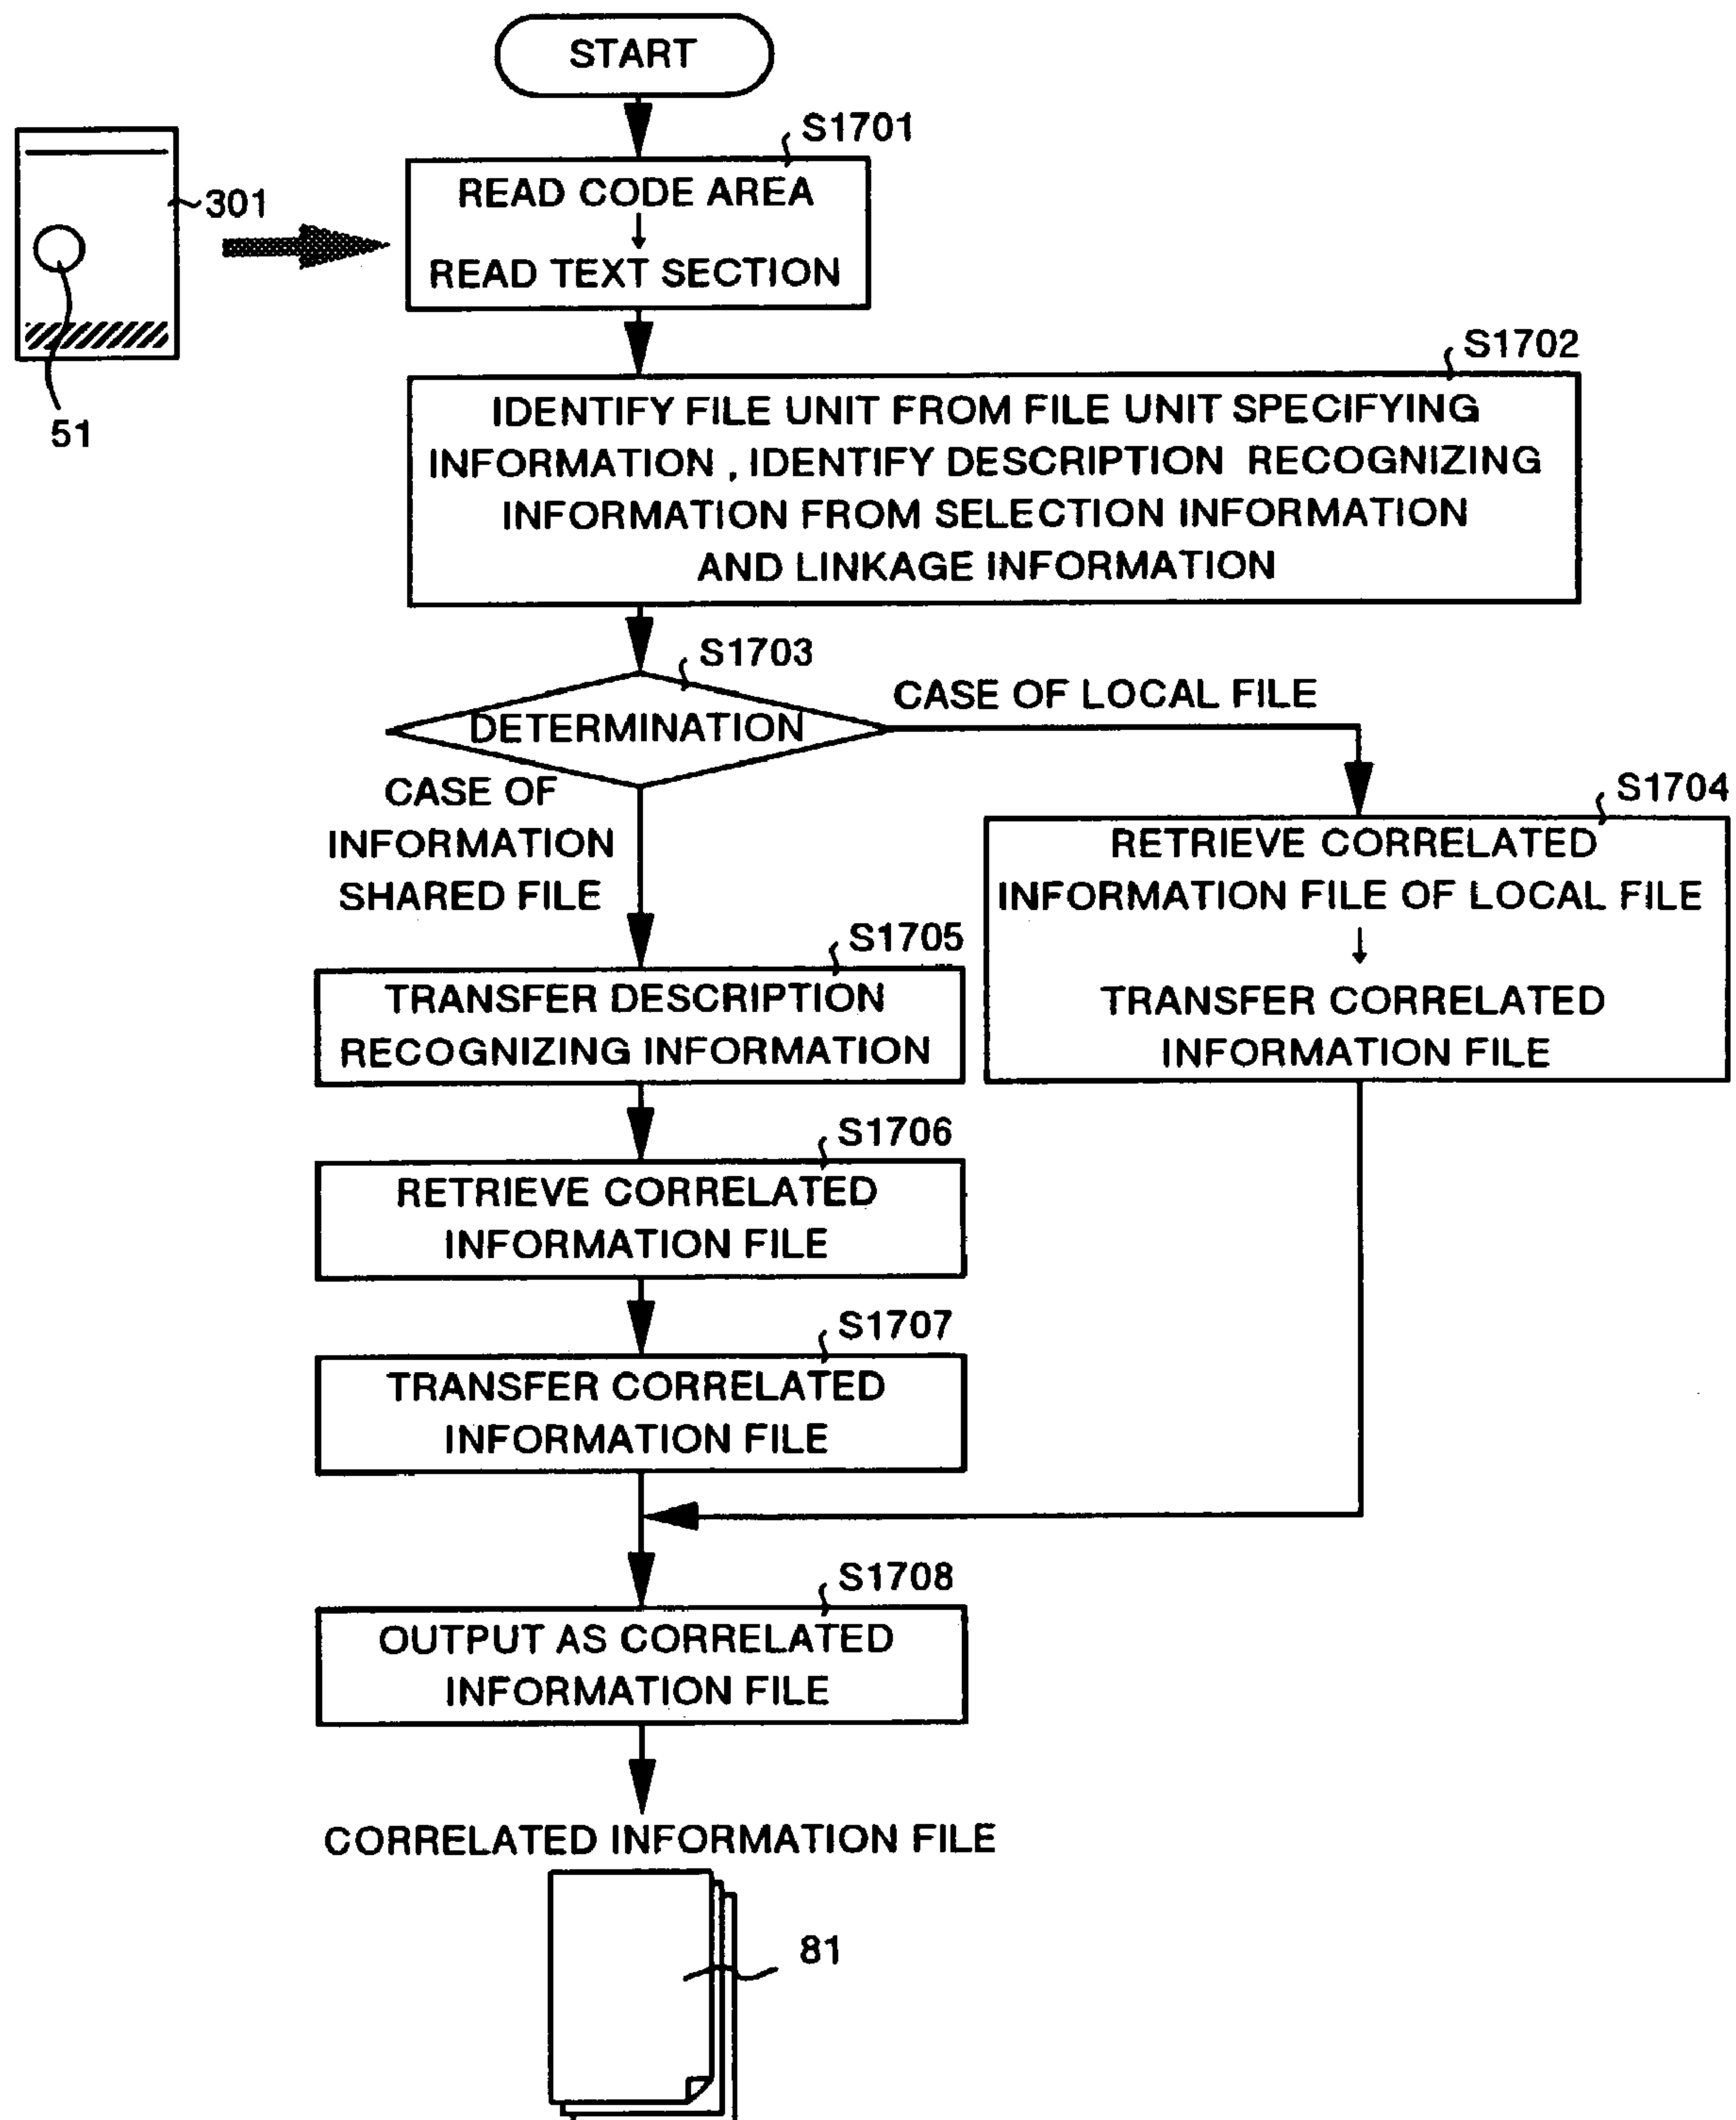 START
S1701
READ CODE AREA
READ TEXT SECTION
301
51
S1702
IDENTIFY FILE UNIT FROM FILE UNIT SPECIFYING
INFORMATION , IDENTIFY DESCRIPTION RECOGNIZING
INFORMATION FROM SELECTION INFORMATION
AND LINKAGE INFORMATION
S1703
DETERMINATION
CASE OF LOCAL FILE
CASE OF
INFORMATION
SHARED FILE
S1704
RETRIEVE CORRELATED
INFORMATION FILE OF LOCAL FILE
TRANSFER CORRELATED
INFORMATION FILE
S1705
TRANSFER DESCRIPTION
RECOGNIZING INFORMATION
S1706
RETRIEVE CORRELATED
INFORMATION FILE
S1707
TRANSFER CORRELATED
INFORMATION FILE
S1708
OUTPUT AS CORRELATED
INFORMATION FILE
CORRELATED INFORMATION FILE
81